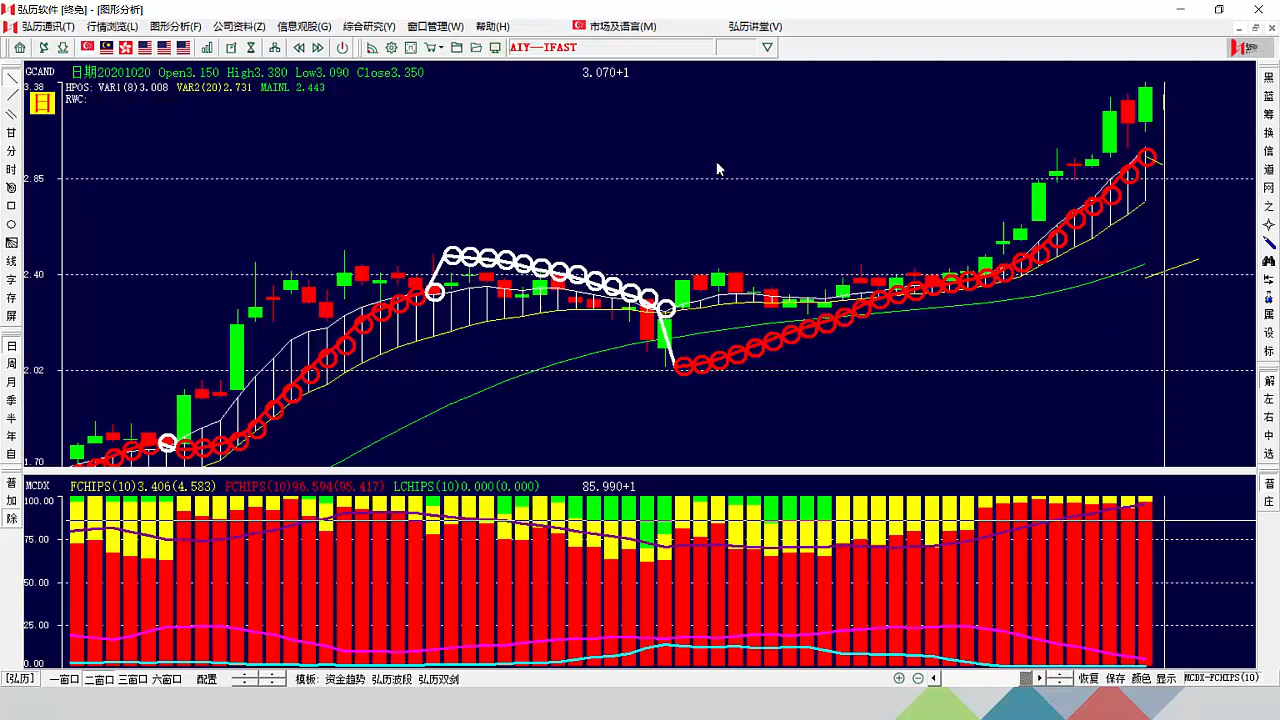 弘历软件 [终免] - [图形分析]
弘历通讯(T) 行情浏览(L) 图形分析(F) 公司资料(Z) 信息观股(G) 综合研究(Y) 窗口管理(W) 帮助(H) 市场及语言(M) 弘历讲堂(V)
AIY——IFAST
GCAND 日期20201020 Open3.150 High3.380 Low3.090 Close3.350 3.070+1
3.38 HPOS: VAR1(8)3.008 VAR2(20)2.731 MAINL 2.443
日 RWC:
2.85
2.40
2.02
1.70
MCDX FCHIPS(10)3.406(4.583) PCHIPS(10)96.594(95.417) LCHIPS(10)0.000(0.000) 85.990+1
100.00
75.00
50.00
25.00
0.00
甘
分
时
线
字
存
屏
日
周
月
季
半
年
自
普
加
除
黑
蓝
筹
换
信
道
网
之
属
设
标
解
左
右
中
选
普
庄
[弘历] 一窗口 二窗口 三窗口 六窗口 配置 模板: 资金趋势 弘历波段 弘历双剑 恢复 保存 颜色 显示 MCDX-FCHIPS(10)